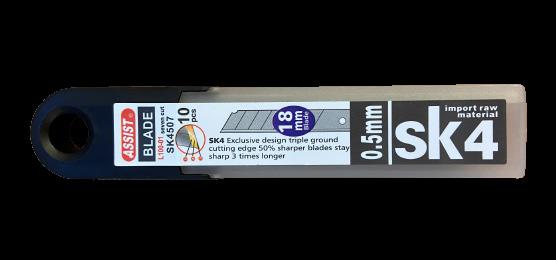 ASSIST®
BLADE
L100-01 seven cut
SK4507
10
pcs
18
mm
Blade
SK4 Exclusive design triple ground
cutting edge 50% sharper blades stay
sharp 3 times longer
0.5mm
import raw
material
sk4